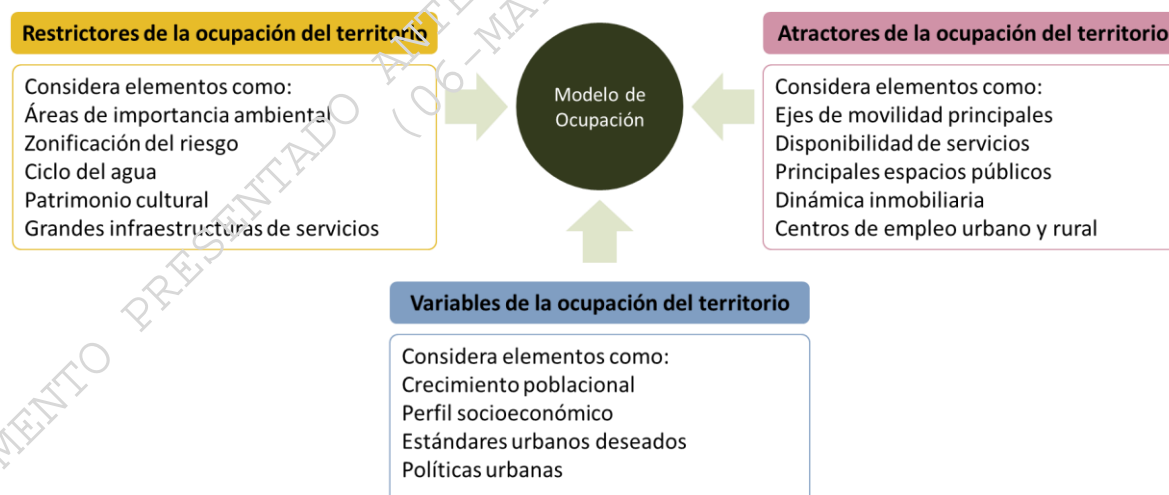 Restrictores de la ocupación del territorio
Considera elementos como:
Áreas de importancia ambiental
Zonificación del riesgo
Ciclo del agua
Patrimonio cultural
Grandes infraestructuras de servicios
Modelo de
Ocupación
Atractores de la ocupación del territorio
Considera elementos como:
Ejes de movilidad principales
Disponibilidad de servicios
Principales espacios públicos
Dinámica inmobiliaria
Centros de empleo urbano y rural
Variables de la ocupación del territorio
Considera elementos como:
Crecimiento poblacional
Perfil socioeconómico
Estándares urbanos deseados
Políticas urbanas
PRESENTADO